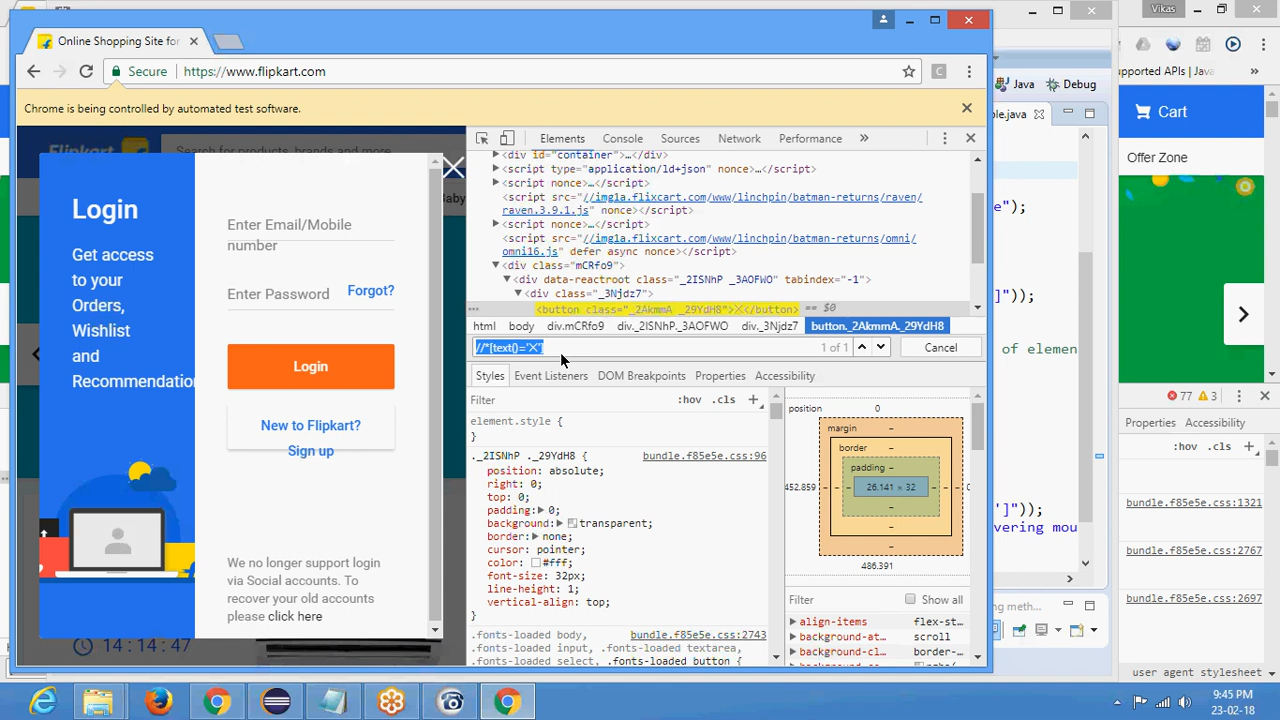 Vikas
Online Shopping Site for
Secure
https://www.flipkart.com
C
Java
Debug
Chrome is being controlled by automated test software.
Cart
Offer Zone
Flipkart
Search for products, brands and more
Baby
Login
Get access
to your
Orders,
Wishlist
and
Recommendation
Enter Email/Mobile
number
Enter Password
Forgot?
Login
New to Flipkart?
Sign up
We no longer support login
via Social accounts. To
recover your old accounts
please click here
14 : 14 : 47
Elements
Console
Sources
Network
Performance
»
<div id="container">…</div>
<script type="application/ld+json" nonce>…</script>
<script nonce>…</script>
<script src="//img1a.flixcart.com/www/linchpin/batman-returns/raven/
raven.3.9.1.js" nonce></script>
<script nonce>…</script>
<script src="//img1a.flixcart.com/www/linchpin/batman-returns/omni/
omni16.js" defer async nonce></script>
<div class="mCRfo9">
<div data-reactroot class="_2ISNhP _3AOFWO" tabindex="-1">
<div class="_3Njdz7">
<button class="_2AkmmA _29YdH8">✕</button> == $0
html
body
div.mCRfo9
div._2ISNhP._3AOFWO
div._3Njdz7
button._2AkmmA._29YdH8
//*[text()='✕']
1 of 1
Cancel
Styles
Event Listeners
DOM Breakpoints
Properties
Accessibility
Filter
:hov
.cls
+
element.style {
}
._2ISNhP ._29YdH8 {
bundle.f85e5e.css:96
position: absolute;
right: 0;
top: 0;
padding: 0;
background: transparent;
border: none;
cursor: pointer;
color: #fff;
font-size: 32px;
line-height: 1;
vertical-align: top;
}
.fonts-loaded body,
bundle.f85e5e.css:2743
.fonts-loaded input, .fonts-loaded textarea,
.fonts-loaded select, .fonts-loaded button {
position
0
margin
–
border
–
padding
–
452.859
26.141 × 32
486.391
Filter
Show all
align-items
flex-st…
background-at…
scroll
background-cl…
border-…
77
3
Properties
Accessibility
:hov
.cls
+
bundle.f85e5e.css:1321
bundle.f85e5e.css:2767
bundle.f85e5e.css:2697
user agent stylesheet
of elemen
9:45 PM
23-02-18